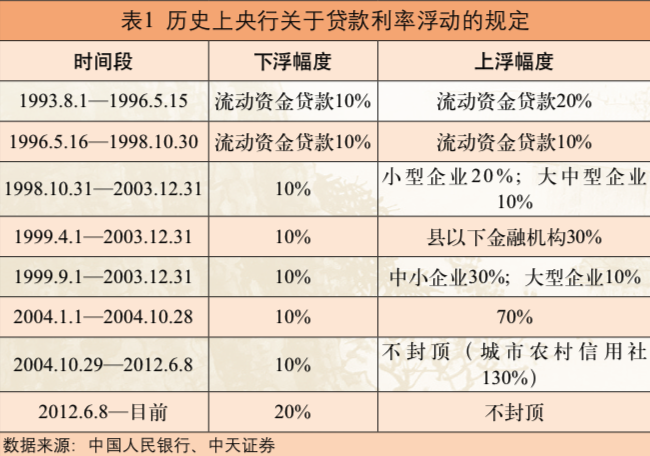 表1 历史上央行关于贷款利率浮动的规定
时间段 下浮幅度 上浮幅度
1993.8.1—1996.5.15 流动资金贷款10% 流动资金贷款20%
1996.5.16—1998.10.30 流动资金贷款10% 流动资金贷款10%
1998.10.31—2003.12.31 10% 小型企业20%；大中型企业
10%
1999.4.1—2003.12.31 10% 县以下金融机构30%
1999.9.1—2003.12.31 10% 中小企业30%；大型企业10%
2004.1.1—2004.10.28 10% 70%
2004.10.29—2012.6.8 10% 不封顶（城市农村信用社
130%）
2012.6.8—目前 20% 不封顶
数据来源：中国人民银行、中天证券